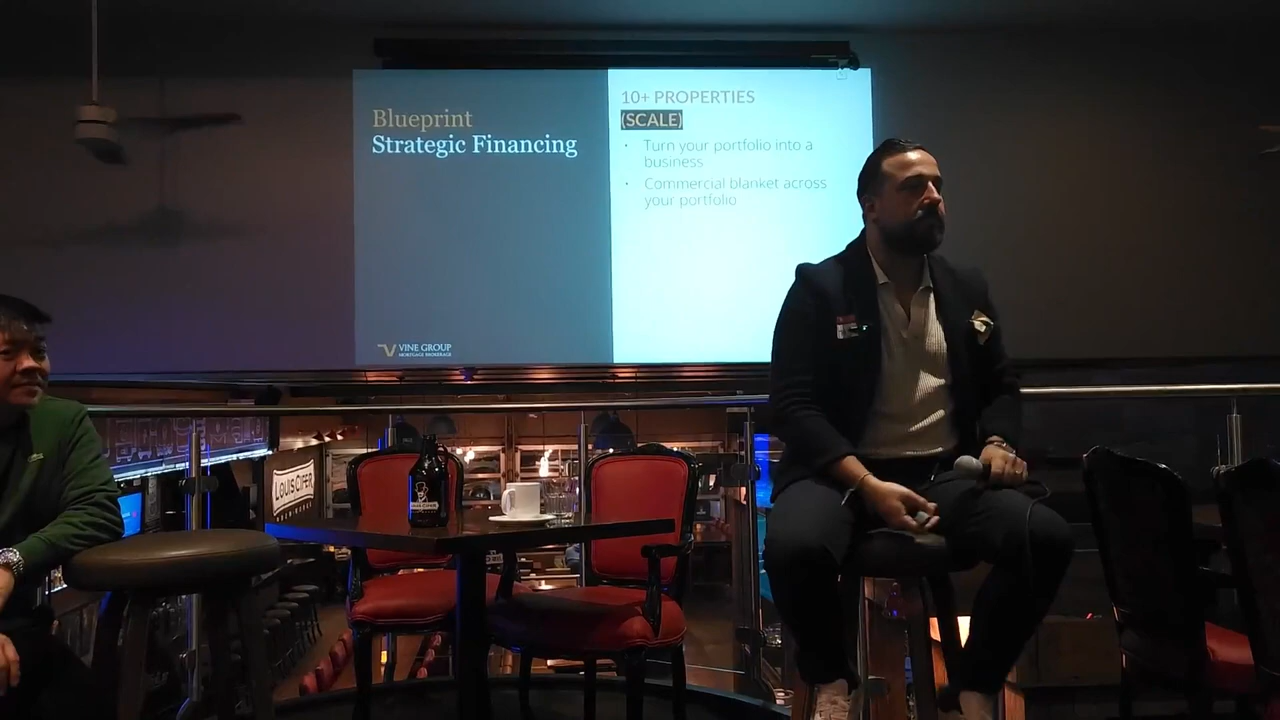 Blueprint
Strategic Financing
10+ PROPERTIES
(SCALE)
· Turn your portfolio into a
business
· Commercial blanket across
your portfolio
VINE GROUP
MORTGAGE BROKERAGE
LOUIS CIFER